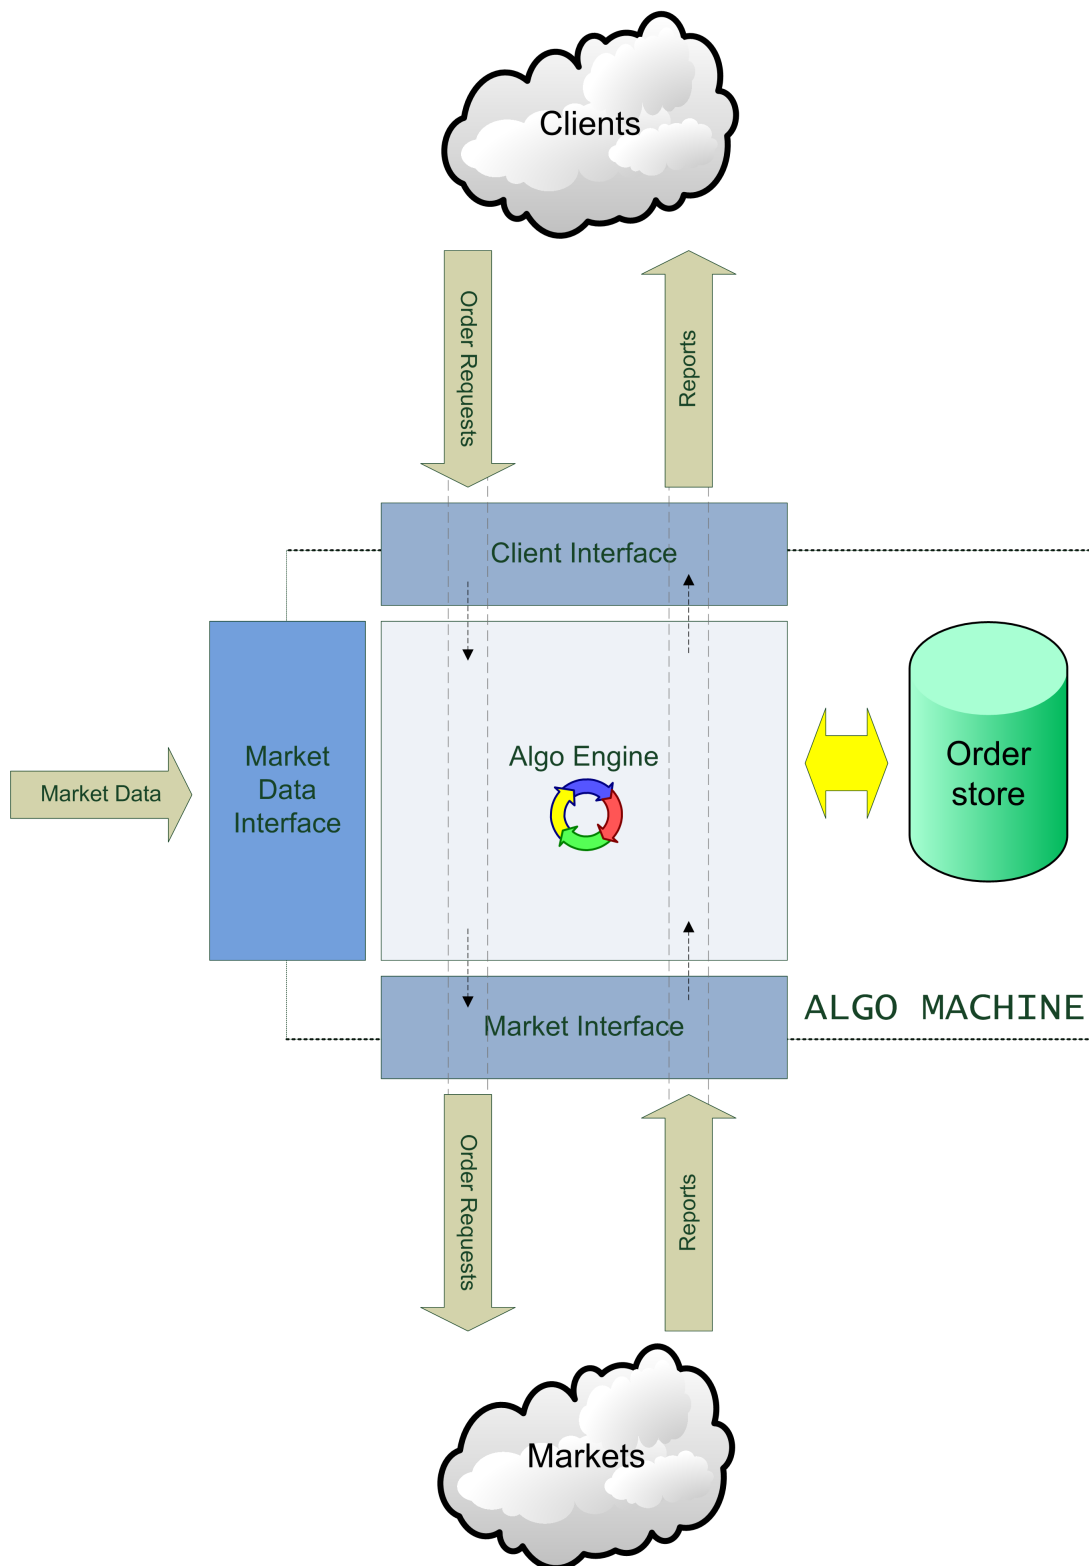 Clients
Order Requests
Reports
Client Interface
Market Data
Market
Data
Interface
Algo Engine
Order
store
ALGO MACHINE
Market Interface
Order Requests
Reports
Markets